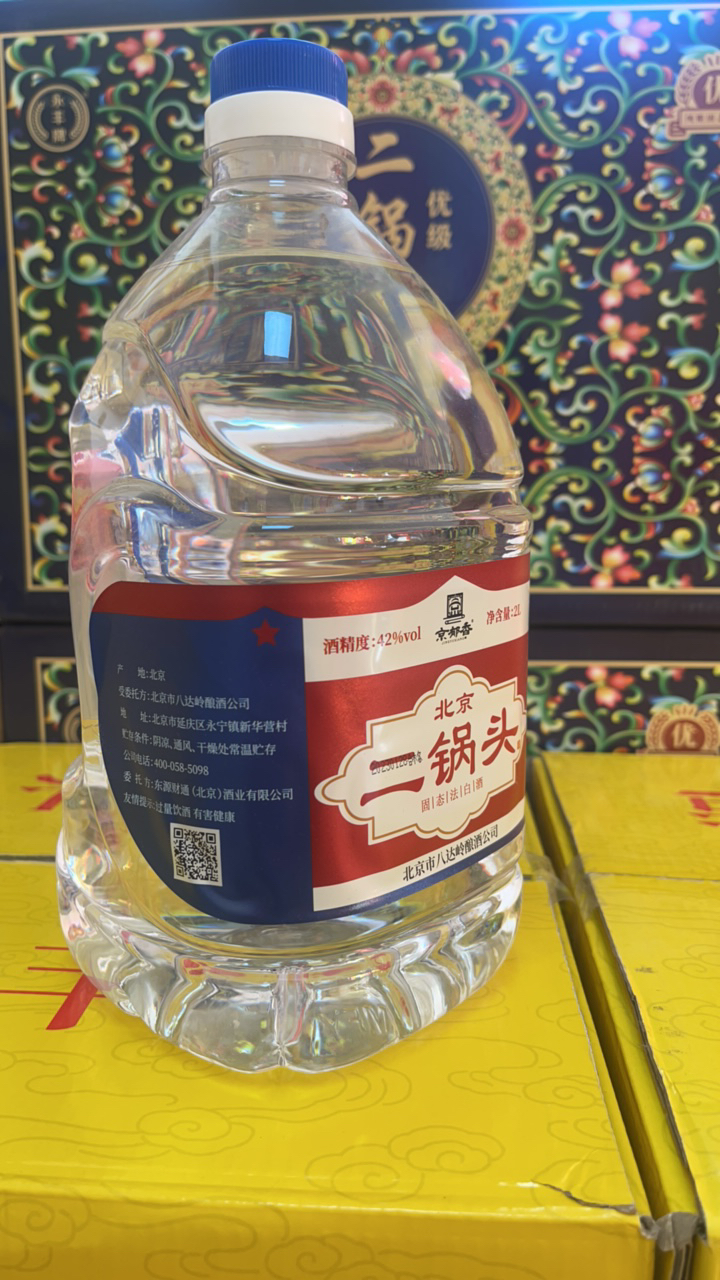 永丰牌
二锅
优级
优
产 地:北京
受委托方:北京市八达岭酿酒公司
地 址:北京市延庆区永宁镇新华营村
贮存条件:阴凉、通风、干燥处常温贮存
公司电话:400-058-5098
委 托 方:东源财通(北京)酒业有限公司
友情提示:过量饮酒 有害健康
酒精度:42%vol
京都香
净含量:2L
北京
二锅头
固|态|法|白|酒
北京市八达岭酿酒公司
优